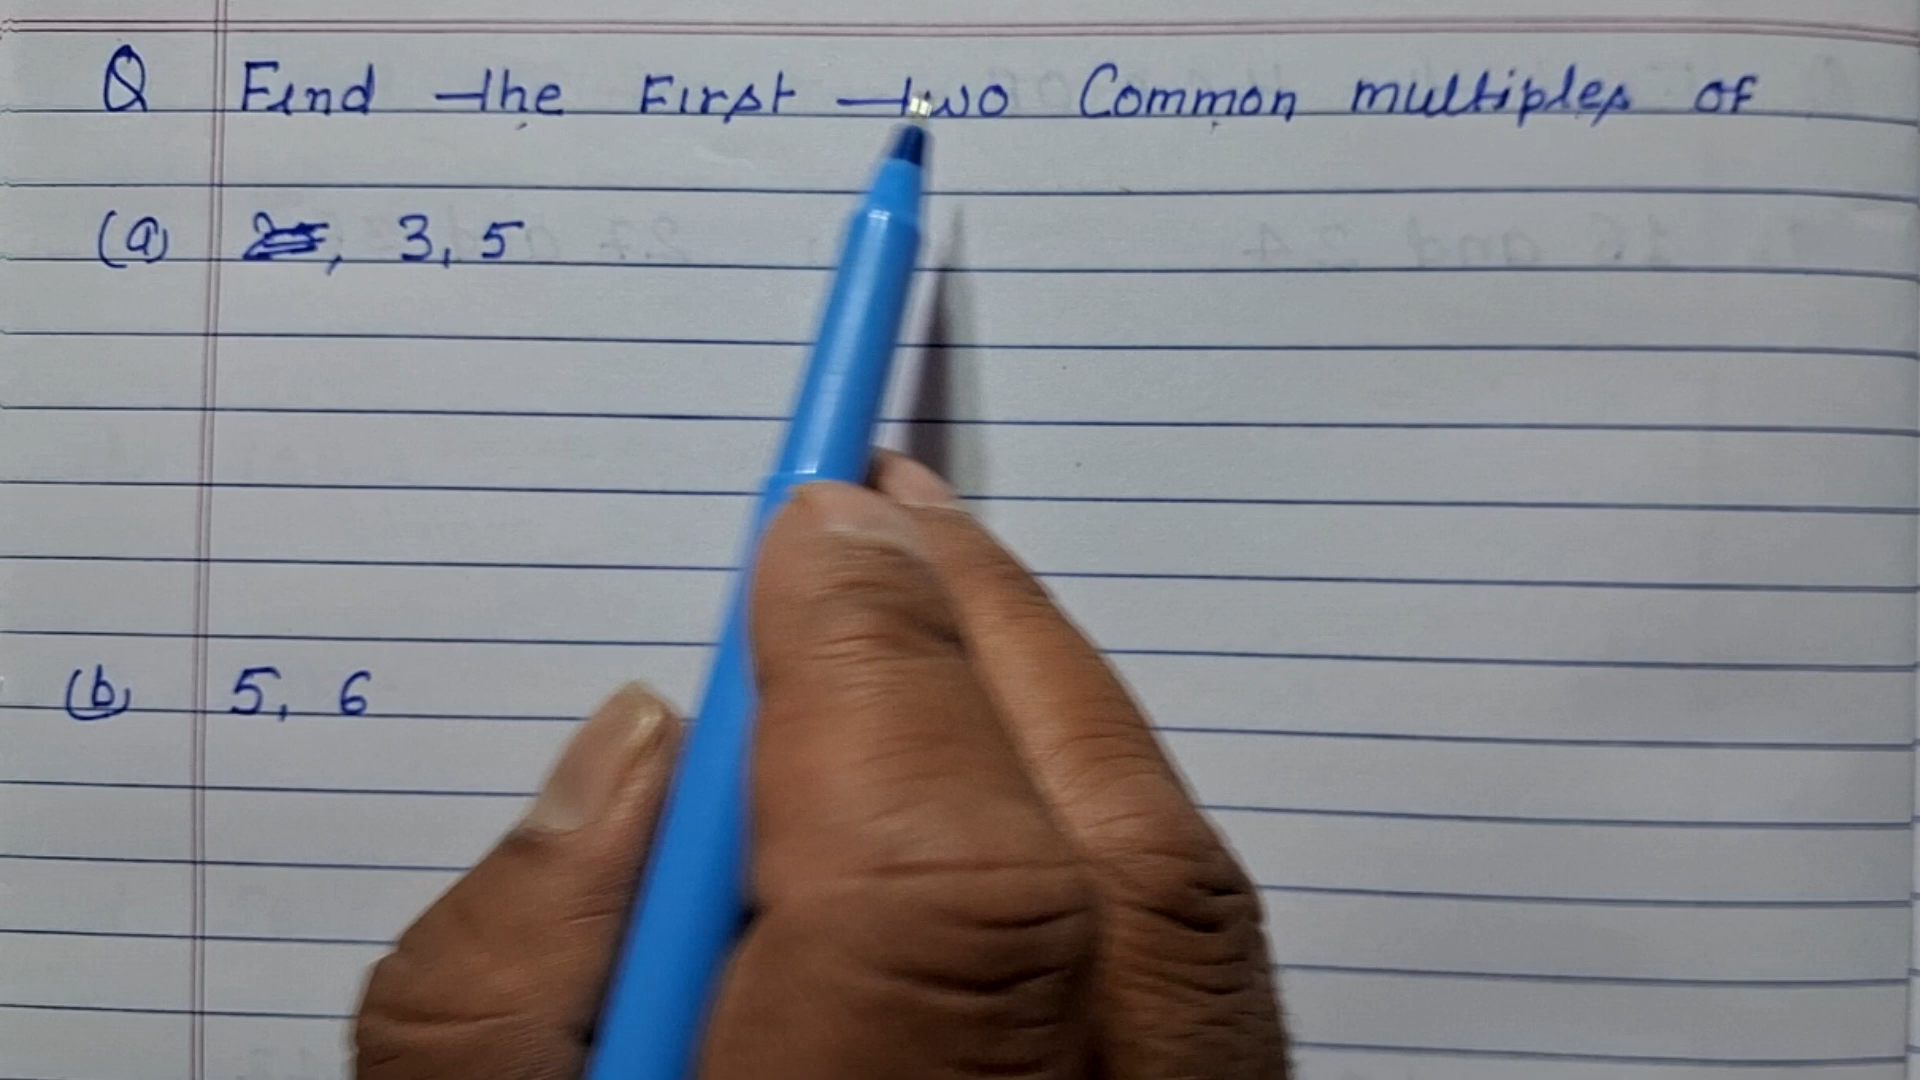 Q Find the First two Common multiples of
(a) , 3, 5
(b) 5, 6